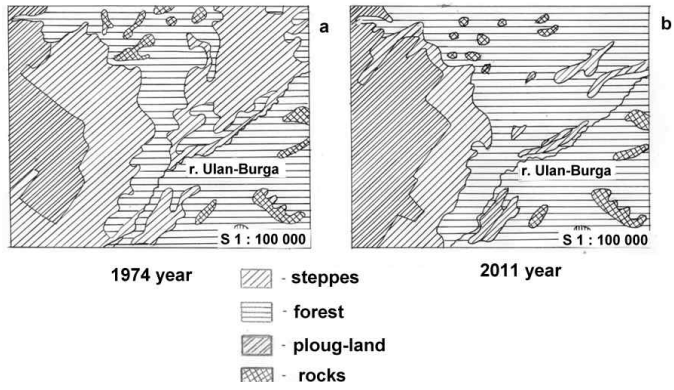 a
b
r. Ulan-Burga
r. Ulan-Burga
S 1 : 100 000
S 1 : 100 000
1974 year
2011 year
- steppes
- forest
- ploug-land
- rocks